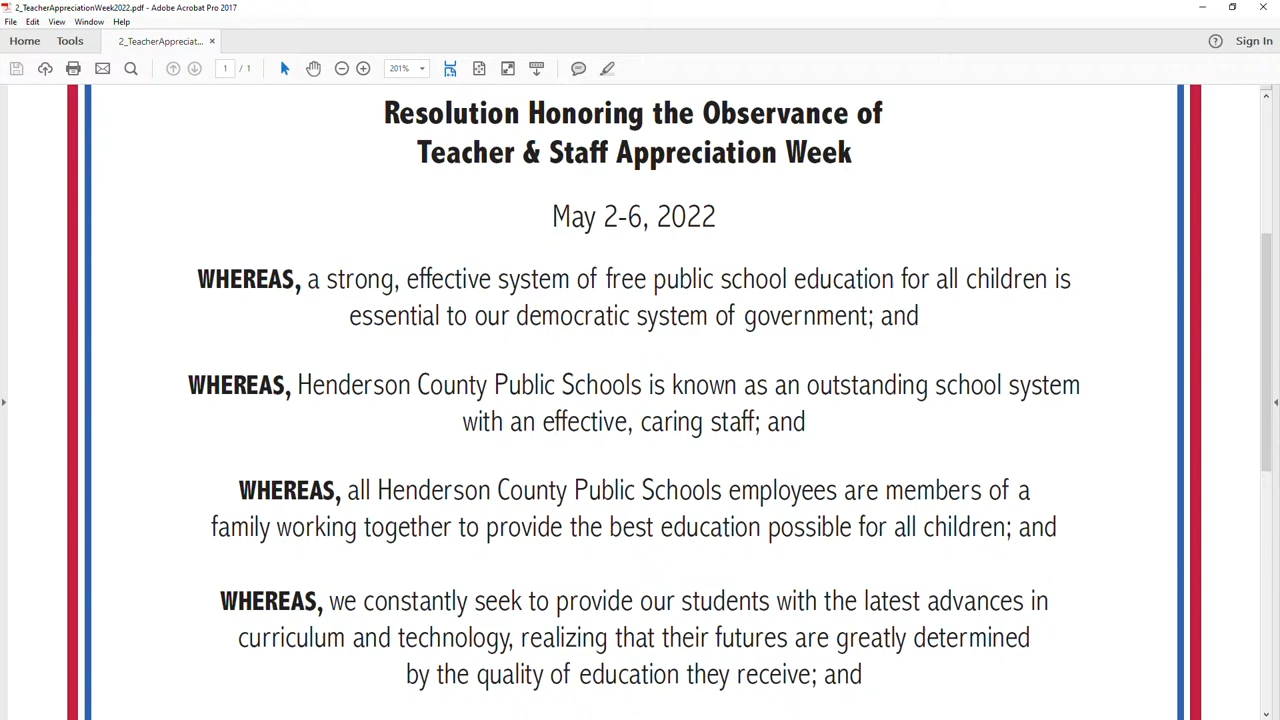 2_TeacherAppreciationWeek2022.pdf - Adobe Acrobat Pro 2017
File Edit View Window Help
Home Tools 2_TeacherAppreciat... × Sign In
1 / 1 201%
Resolution Honoring the Observance of
Teacher & Staff Appreciation Week
May 2-6, 2022
WHEREAS, a strong, effective system of free public school education for all children is
essential to our democratic system of government; and
WHEREAS, Henderson County Public Schools is known as an outstanding school system
with an effective, caring staff; and
WHEREAS, all Henderson County Public Schools employees are members of a
family working together to provide the best education possible for all children; and
WHEREAS, we constantly seek to provide our students with the latest advances in
curriculum and technology, realizing that their futures are greatly determined
by the quality of education they receive; and